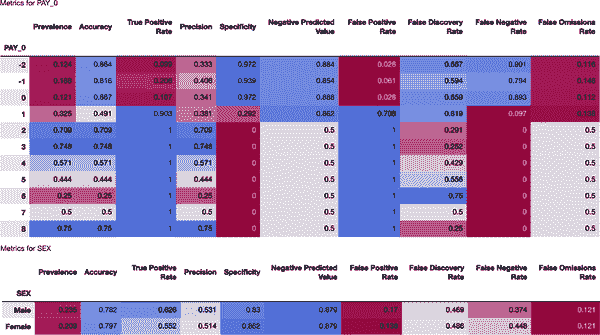 Metrics for PAY_0
Prevalence Accuracy True Positive Rate Precision Specificity Negative Predicted Value False Positive Rate False Discovery Rate False Negative Rate False Omissions Rate
PAY_0
-2 0.884 0.333 0.972 0.884 0.026 0.667 0.901
-1 0.816 0.406 0.939 0.854 0.061 0.594 0.794
0 0.867 0.341 0.972 0.888 0.026 0.659 0.893
1 0.325 0.491 0.903 0.381 0.292 0.862 0.708 0.619 0.097
2 0.709 0.709 1 0.709 0 0.5 1 0.291 0 0.5
3 0.748 0.748 1 0.748 0 0.5 1 0.252 0 0.5
4 0.571 0.571 1 0.571 0 0.5 1 0.429 0 0.5
5 0.444 0.444 1 0.444 0 0.5 1 0.556 0 0.5
6 0.25 0.25 1 0.25 0 0.5 1 0.75 0 0.5
7 0.5 0.5 1 0.5 0 0.5 1 0.5 0 0.5
8 0.75 0.75 1 0.75 0 0.5 1 0.25 0 0.5
Metrics for SEX
Prevalence Accuracy True Positive Rate Precision Specificity Negative Predicted Value False Positive Rate False Discovery Rate False Negative Rate False Omissions Rate
SEX
Male 0.782 0.626 0.531 0.83 0.879 0.17 0.469 0.374 0.121
Female 0.797 0.552 0.514 0.862 0.879 0.486 0.448 0.121